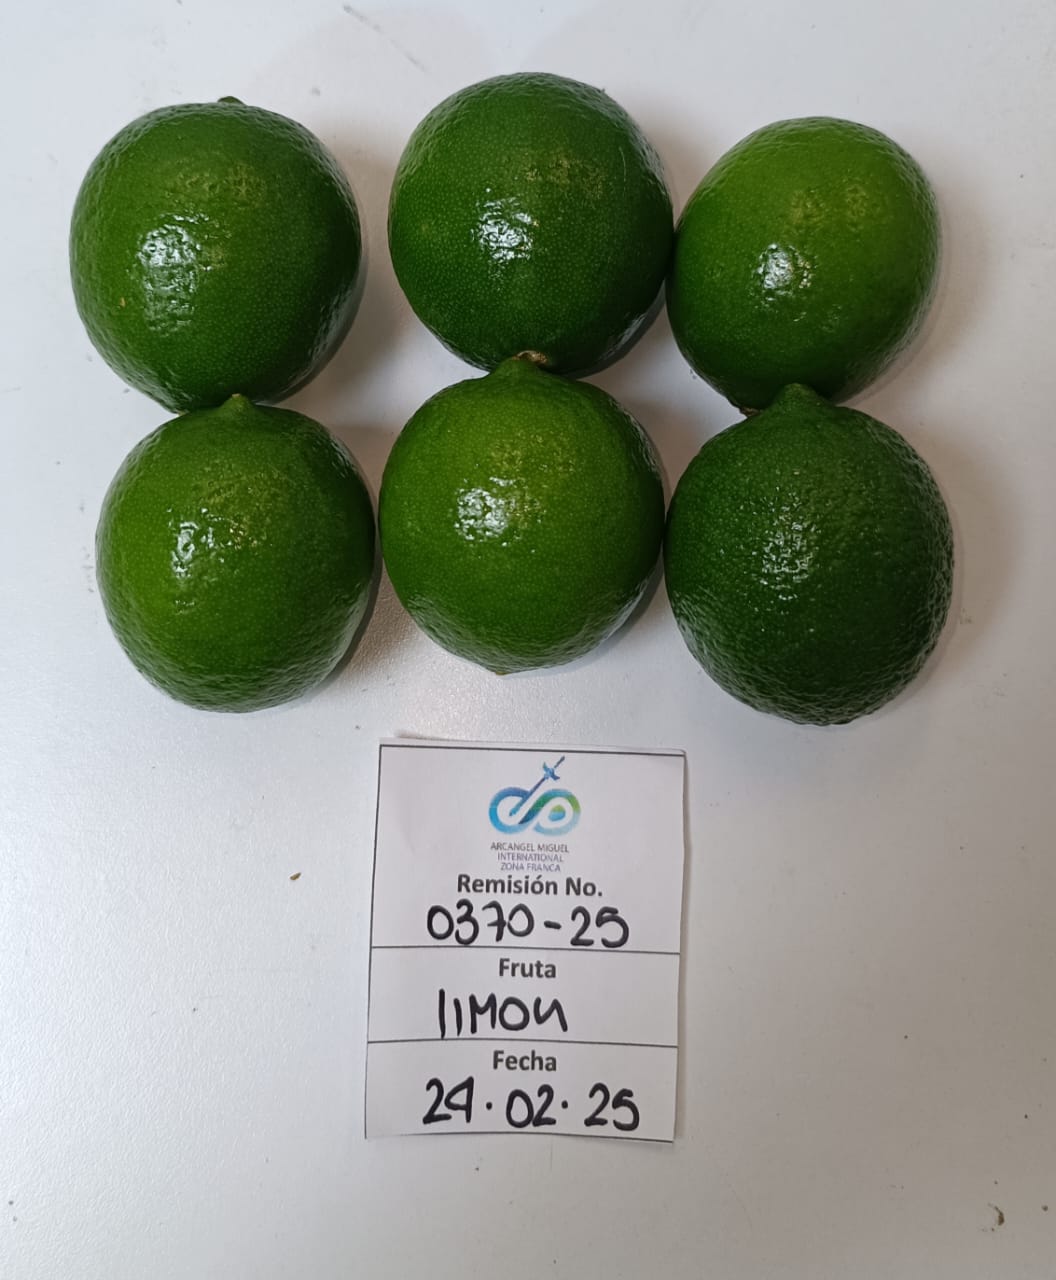 ARCANGEL MIGUEL
INTERNATIONAL
ZONA FRANCA
Remisión No.
0370-25
Fruta
lIMOn
Fecha
24.02.25